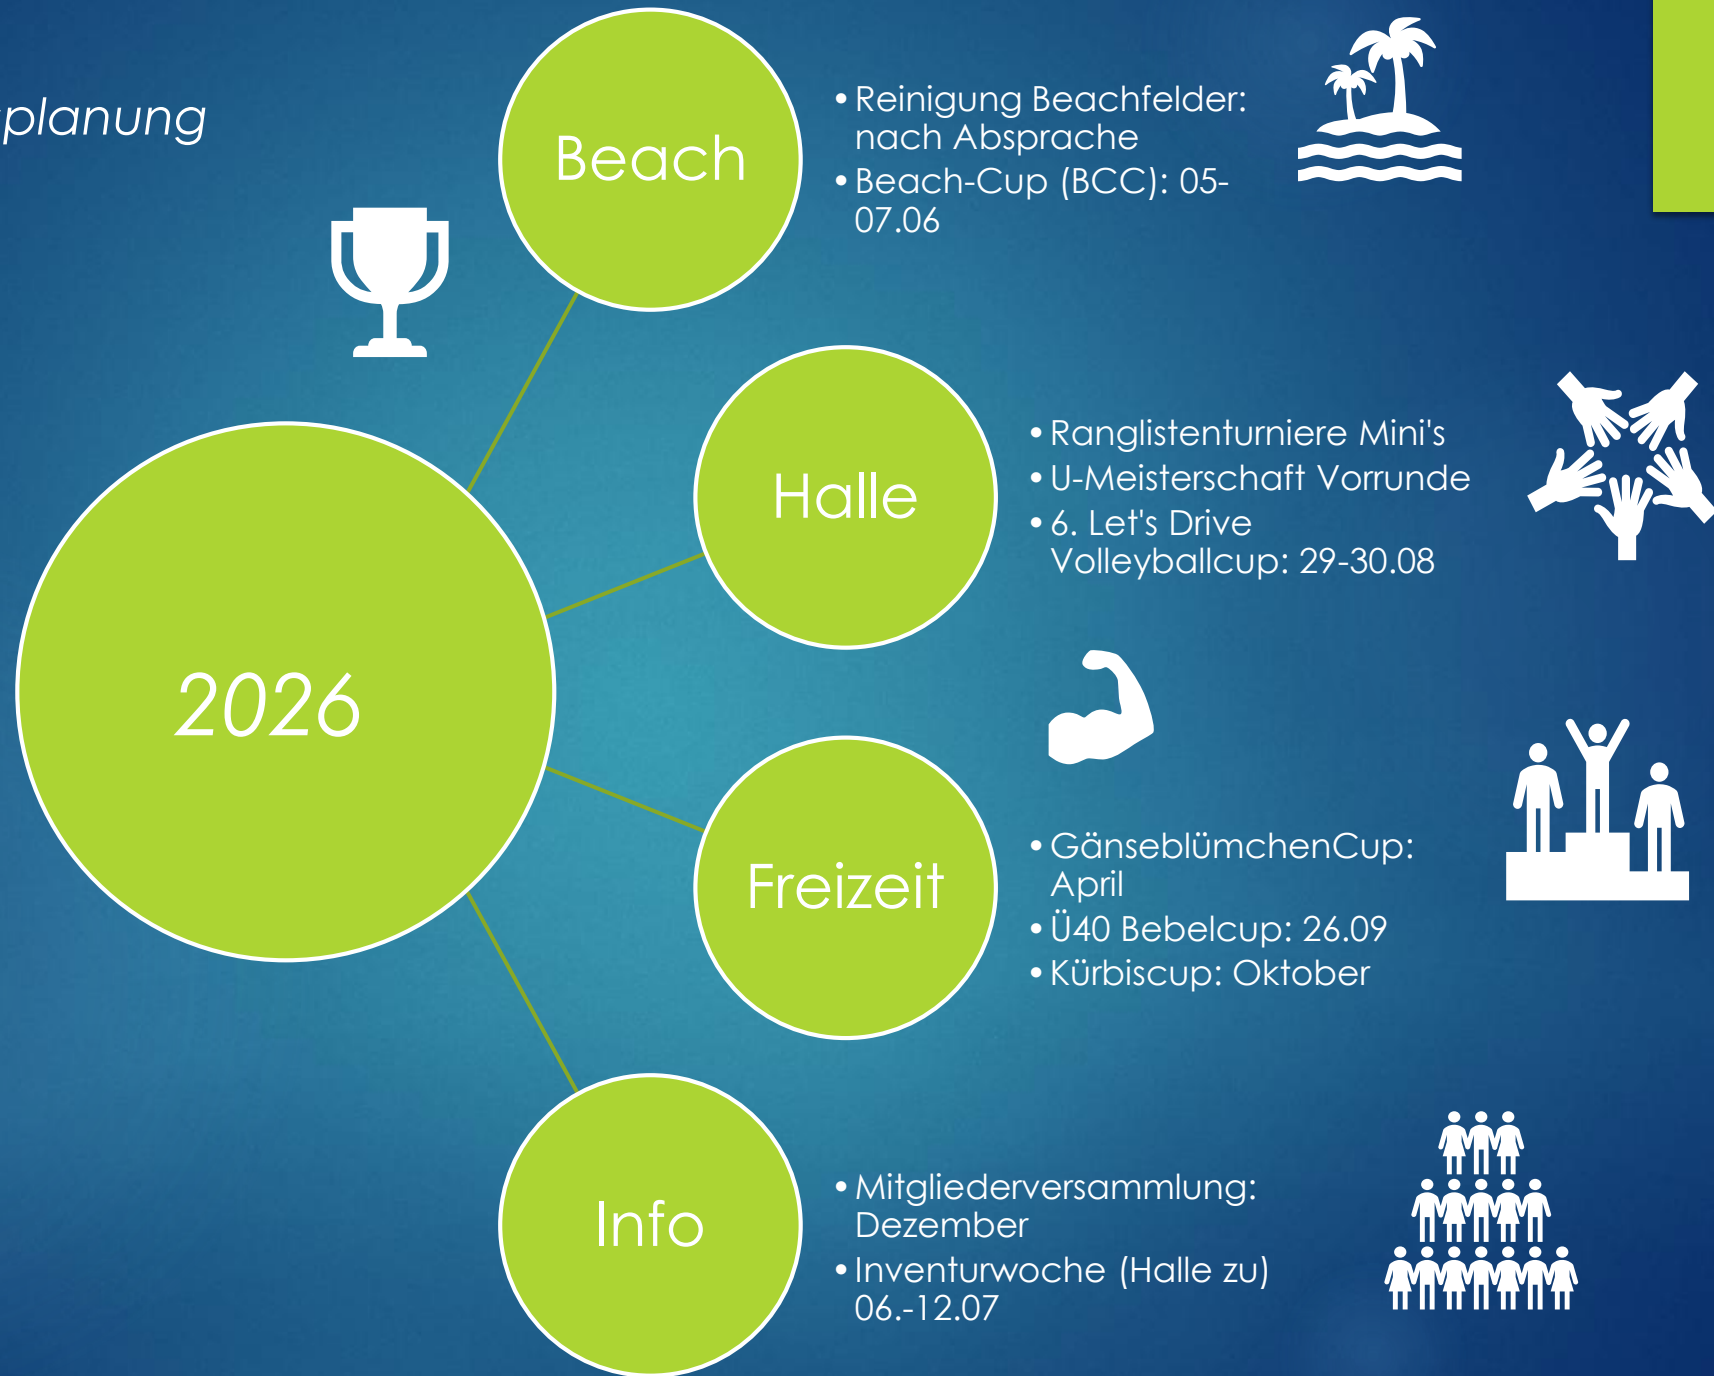 planung
Beach
• Reinigung Beachfelder:
nach Absprache
• Beach-Cup (BCC): 05-
07.06
Halle
• Ranglistenturniere Mini's
• U-Meisterschaft Vorrunde
• 6. Let's Drive
Volleyballcup: 29-30.08
2026
Freizeit
• GänseblümchenCup:
April
• Ü40 Bebelcup: 26.09
• Kürbiscup: Oktober
Info
• Mitgliederversammlung:
Dezember
• Inventurwoche (Halle zu)
06.-12.07